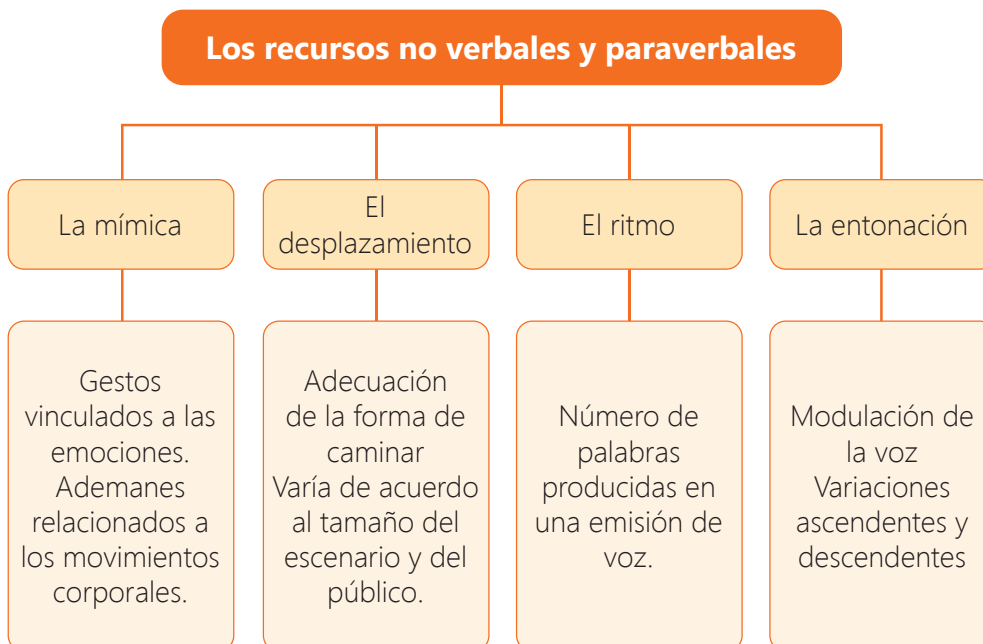 Los recursos no verbales y paraverbales
La mímica
El
desplazamiento
El ritmo
La entonación
Gestos
vinculados a las
emociones.
Ademanes
relacionados a
los movimientos
corporales.
Adecuación
de la forma de
caminar
Varía de acuerdo
al tamaño del
escenario y del
público.
Número de
palabras
producidas en
una emisión de
voz.
Modulación de
la voz
Variaciones
ascendentes y
descendentes